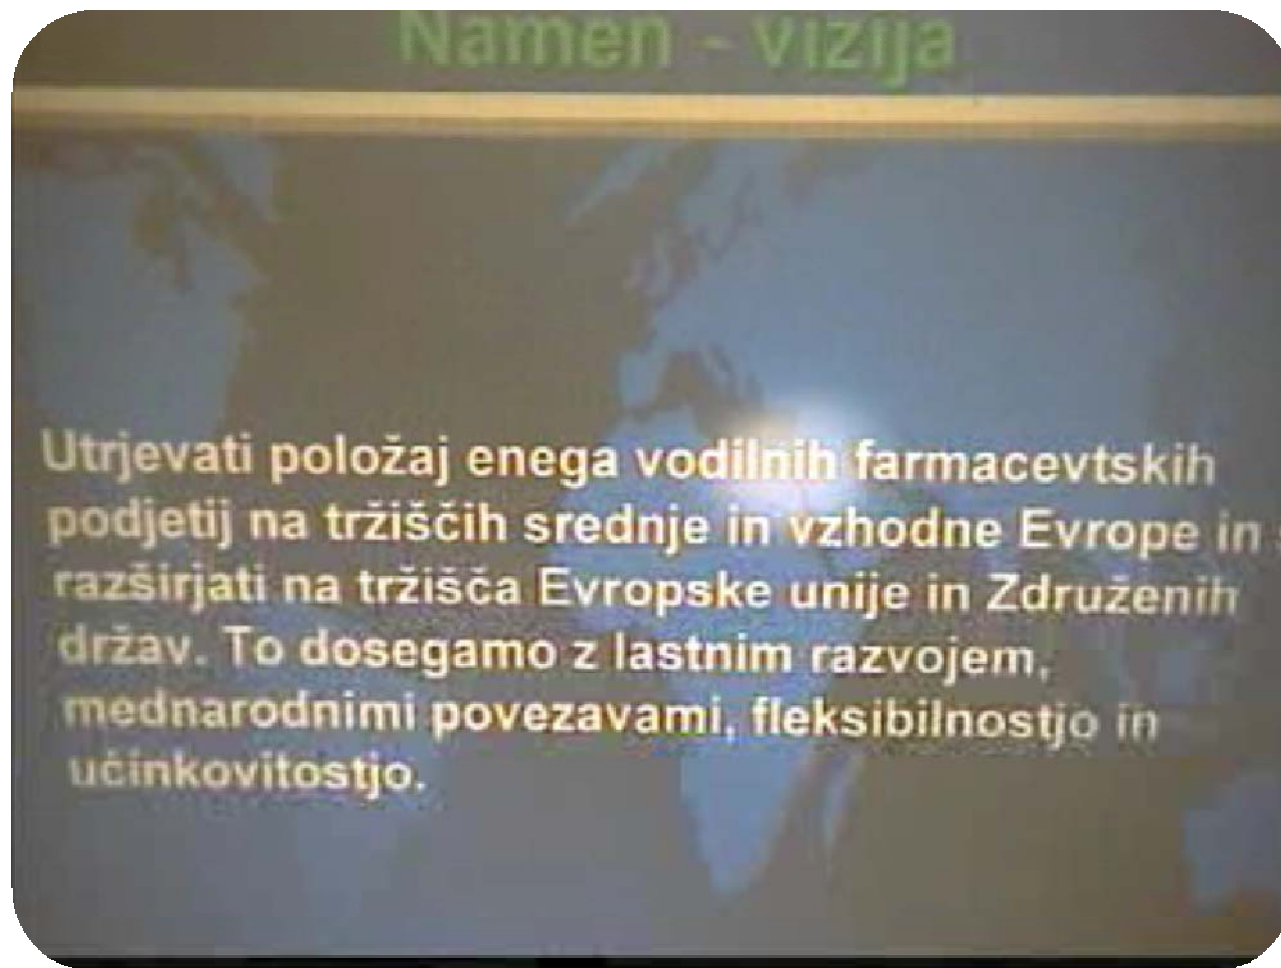 Namen - vizija
Utrjevati položaj enega vodilnih farmacevtskih
podjetij na tržiščih srednje in vzhodne Evrope in
razširjati na tržišča Evropske unije in Združenih
držav. To dosegamo z lastnim razvojem,
mednarodnimi povezavami, fleksibilnostjo in
učinkovitostjo.